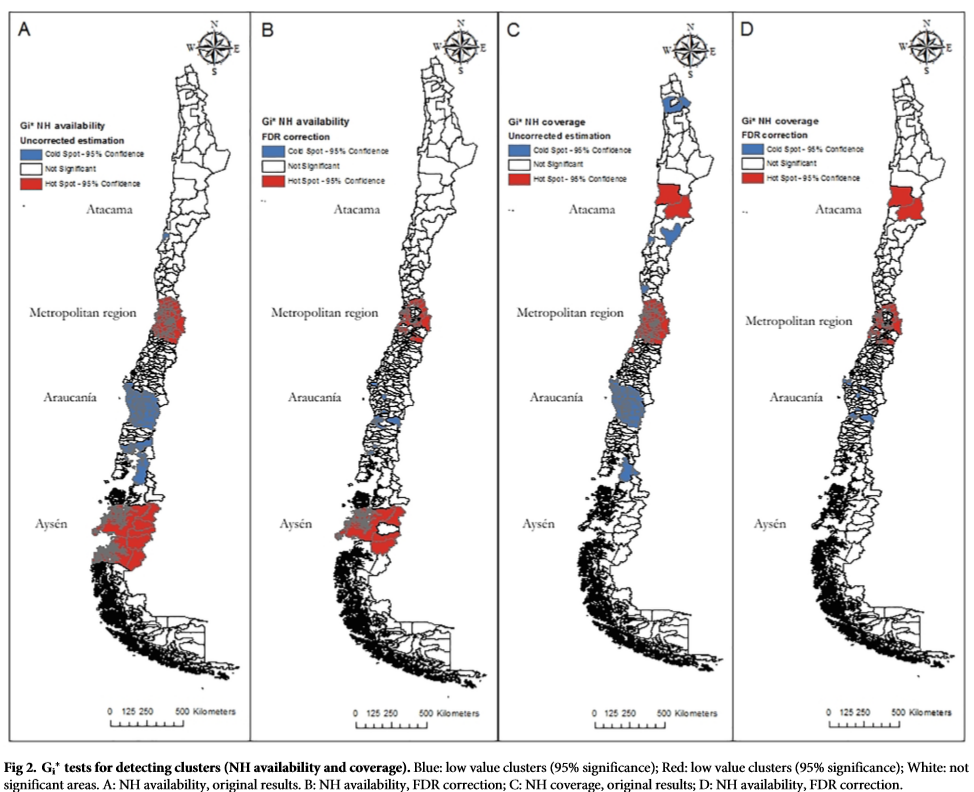 A
N
W E
S
Gi* NH availability
Uncorrected estimation
Cold Spot - 95% Confidence
Not Significant
Hot Spot - 95% Confidence
Atacama
Metropolitan region
Araucanía
Aysén
0 125 250 500 Kilometers
B
N
W E
S
Gi* NH availability
FDR correction
Cold Spot - 95% Confidence
Not Significant
Hot Spot - 95% Confidence
Atacama
Metropolitan region
Araucanía
Aysén
0 125 250 500 Kilometers
C
N
W E
S
Gi* NH coverage
Uncorrected estimation
Cold Spot - 95% Confidence
Not Significant
Hot Spot - 95% Confidence
Atacama
Metropolitan region
Araucanía
Aysén
0 125 250 500 Kilometers
D
N
W E
S
Gi* NH coverage
FDR correction
Cold Spot - 95% Confidence
Not Significant
Hot Spot - 95% Confidence
Atacama
Metropolitan region
Araucanía
Aysén
0 125 250 500 Kilometers
Fig 2. Gi* tests for detecting clusters (NH availability and coverage). Blue: low value clusters (95% significance); Red: low value clusters (95% significance); White: not
significant areas. A: NH availability, original results. B: NH availability, FDR correction; C: NH coverage, original results; D: NH availability, FDR correction.